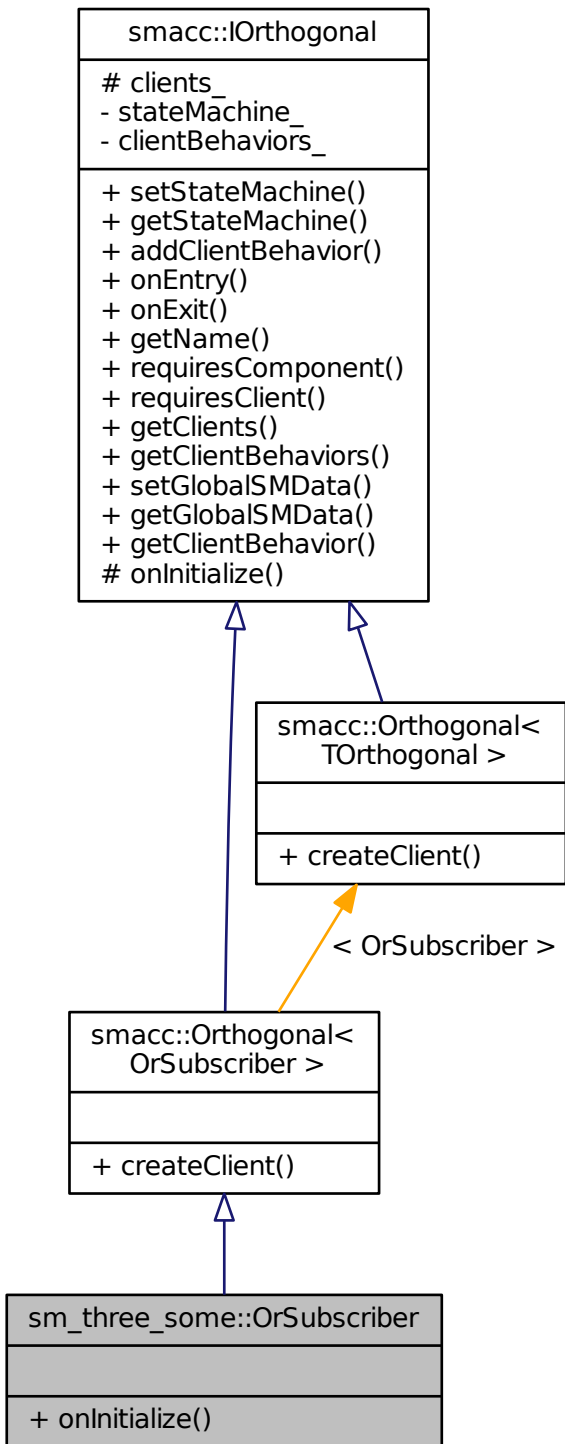 smacc::IOrthogonal
# clients_
- stateMachine_
- clientBehaviors_
+ setStateMachine()
+ getStateMachine()
+ addClientBehavior()
+ onEntry()
+ onExit()
+ getName()
+ requiresComponent()
+ requiresClient()
+ getClients()
+ getClientBehaviors()
+ setGlobalSMData()
+ getGlobalSMData()
+ getClientBehavior()
# onInitialize()
smacc::Orthogonal<
TOrthogonal >
+ createClient()
< OrSubscriber >
smacc::Orthogonal<
OrSubscriber >
+ createClient()
sm_three_some::OrSubscriber
+ onInitialize()